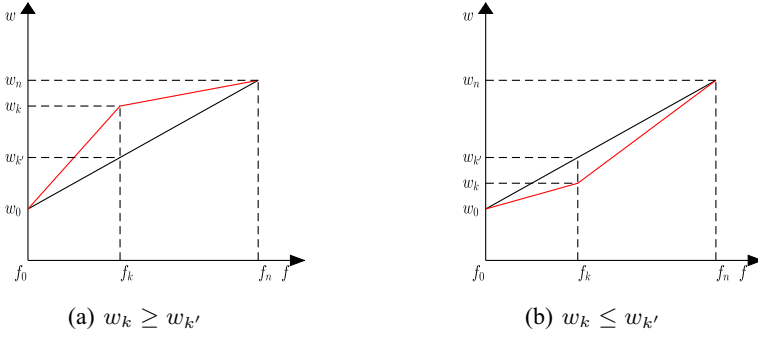 w
w_n
w_k
w_{k'}
w_0
f_0
f_k
f_n f
(a) w_k ≥ w_{k'}
w
w_n
w_{k'}
w_k
w_0
f_0
f_k
f_n f
(b) w_k ≤ w_{k'}